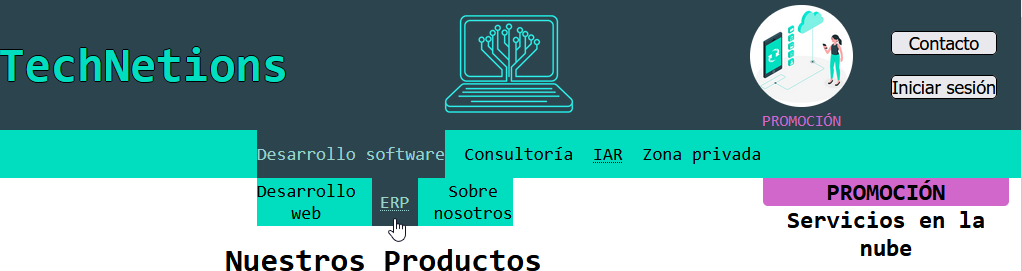 TechNetions
Contacto
Iniciar sesión
PROMOCIÓN
Desarrollo software Consultoría IAR Zona privada
Desarrollo
web
ERP
Sobre
nosotros
PROMOCIÓN
Servicios en la
nube
Nuestros Productos